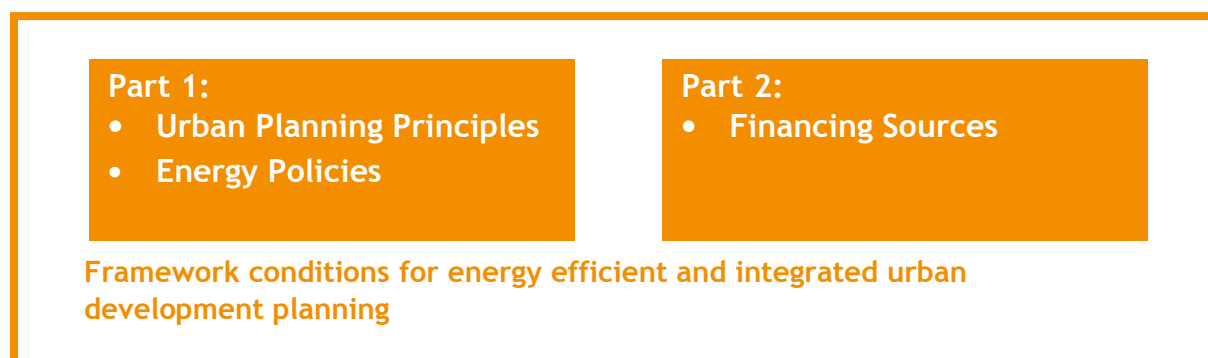 Part 1:
• Urban Planning Principles
• Energy Policies
Part 2:
• Financing Sources
Framework conditions for energy efficient and integrated urban
development planning